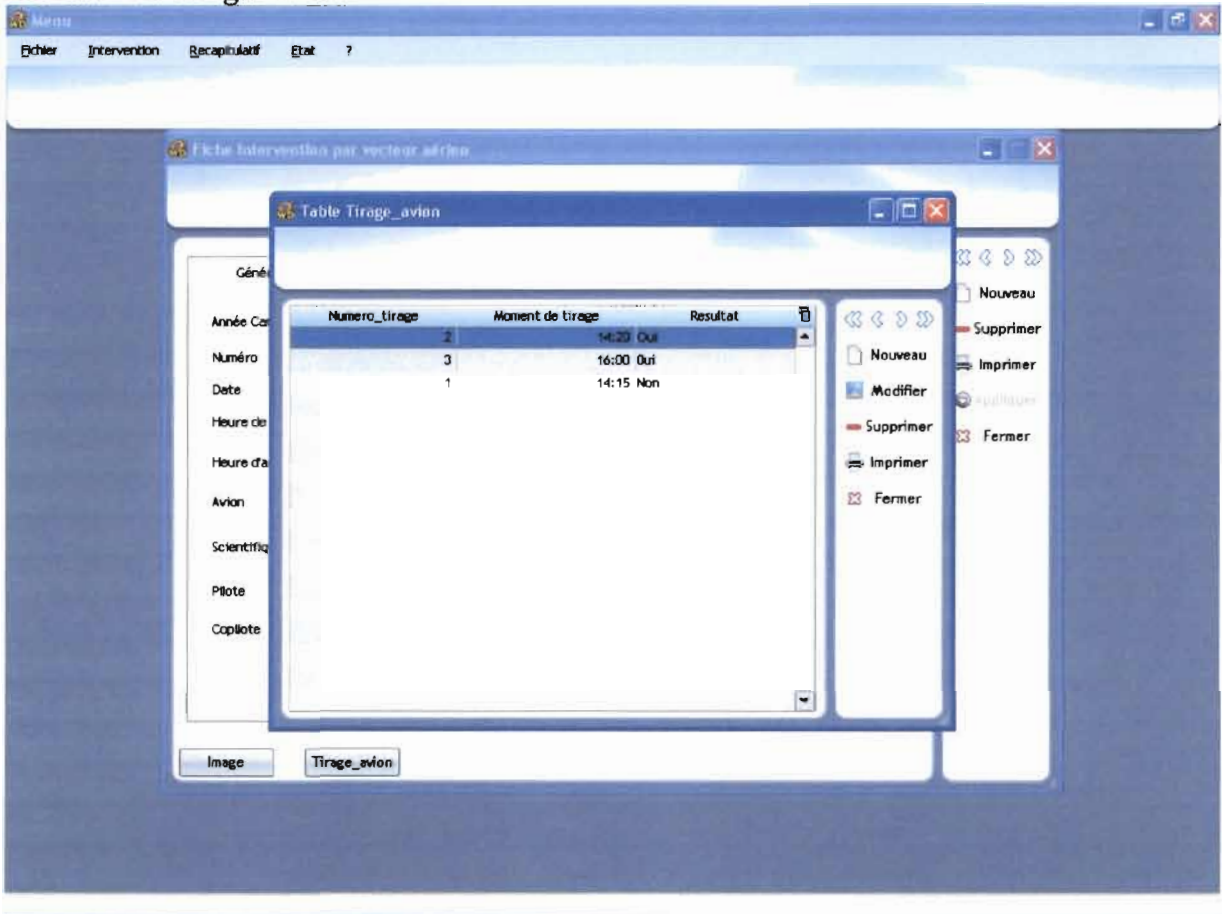 Menu
Fichier Intervention Recapitulatif Etat ?
Fiche Intervention par vecteur aérien
Table Tirage_avion
Numero_tirage Moment de tirage Resultat
2 14:20 Oui
3 16:00 Oui
1 14:15 Non
Nouveau
Modifier
Supprimer
Imprimer
Fermer
Géné
Année Ca
Numéro
Date
Heure de
Heure d'a
Avion
Scientifiq
Pilote
Copilote
Nouveau
Supprimer
Imprimer
Appliquer
Fermer
Image Tirage_avion